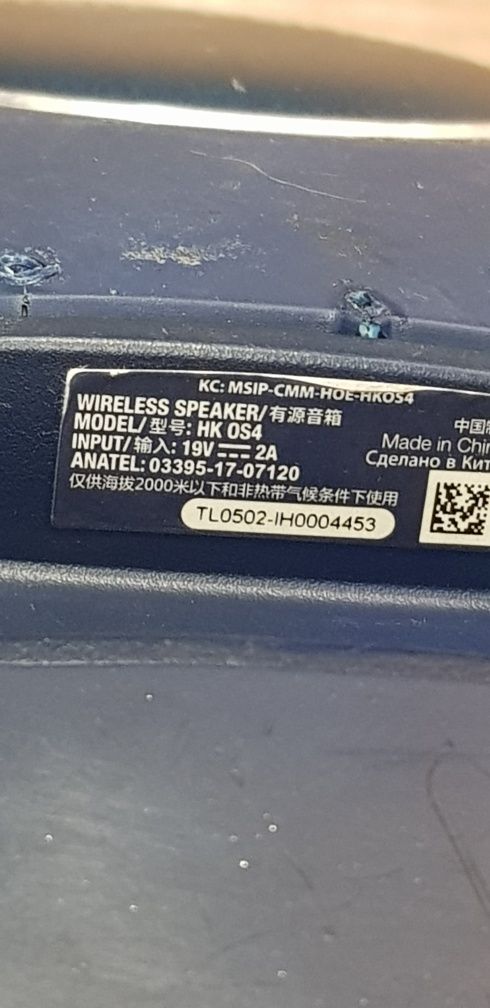 KC: MSIP-CMM-HOE-HKOS4
WIRELESS SPEAKER/有源音箱
MODEL/型号: HK OS4
INPUT/输入: 19V ⎓ 2A
ANATEL: 03395-17-07120
仅供海拔2000米以下和非热带气候条件下使用
TL0502-IH0004453
中国
Made in Chin
Сделано в Кит